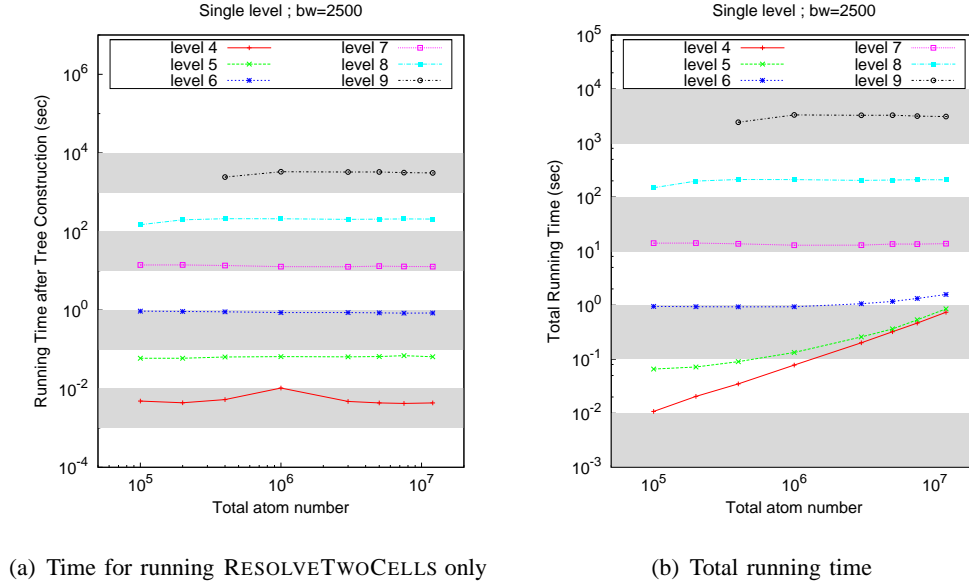 Single level ; bw=2500
level 4
level 5
level 6
level 7
level 8
level 9
Running Time after Tree Construction (sec)
10^6
10^4
10^2
10^0
10^-2
10^-4
10^5
10^6
10^7
Total atom number
(a) Time for running RESOLVETWOCELLS only
Single level ; bw=2500
level 4
level 5
level 6
level 7
level 8
level 9
Total Running Time (sec)
10^5
10^4
10^3
10^2
10^1
10^0
10^-1
10^-2
10^-3
10^5
10^6
10^7
Total atom number
(b) Total running time